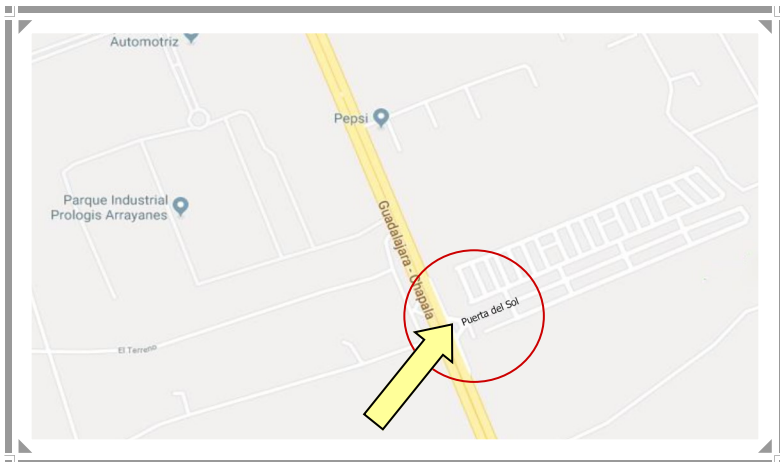 Automotriz
Pepsi
Parque Industrial
Prologis Arrayanes
Guadalajara - Chapala
Puerta del Sol
El Terreno